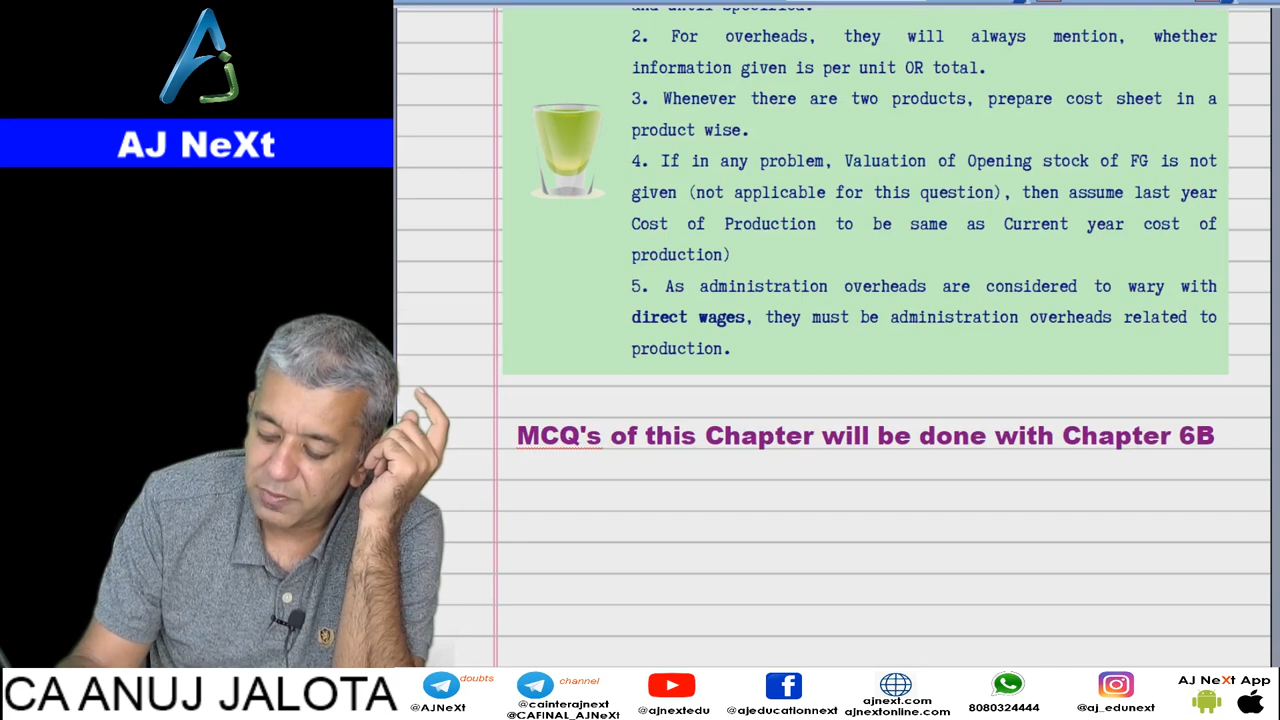 and until specified.
2. For overheads, they will always mention, whether
information given is per unit OR total.
3. Whenever there are two products, prepare cost sheet in a
product wise.
4. If in any problem, Valuation of Opening stock of FG is not
given (not applicable for this question), then assume last year
Cost of Production to be same as Current year cost of
production)
5. As administration overheads are considered to wary with
direct wages, they must be administration overheads related to
production.
MCQ's of this Chapter will be done with Chapter 6B
AJ NeXt
CA ANUJ JALOTA
doubts
@AJNeXt
channel
@cainterajnext
@CAFINAL_AJNeXt
@ajnextedu
@ajeducationnext
ajnext.com
ajnextonline.com
8080324444
@aj_edunext
AJ NeXt App